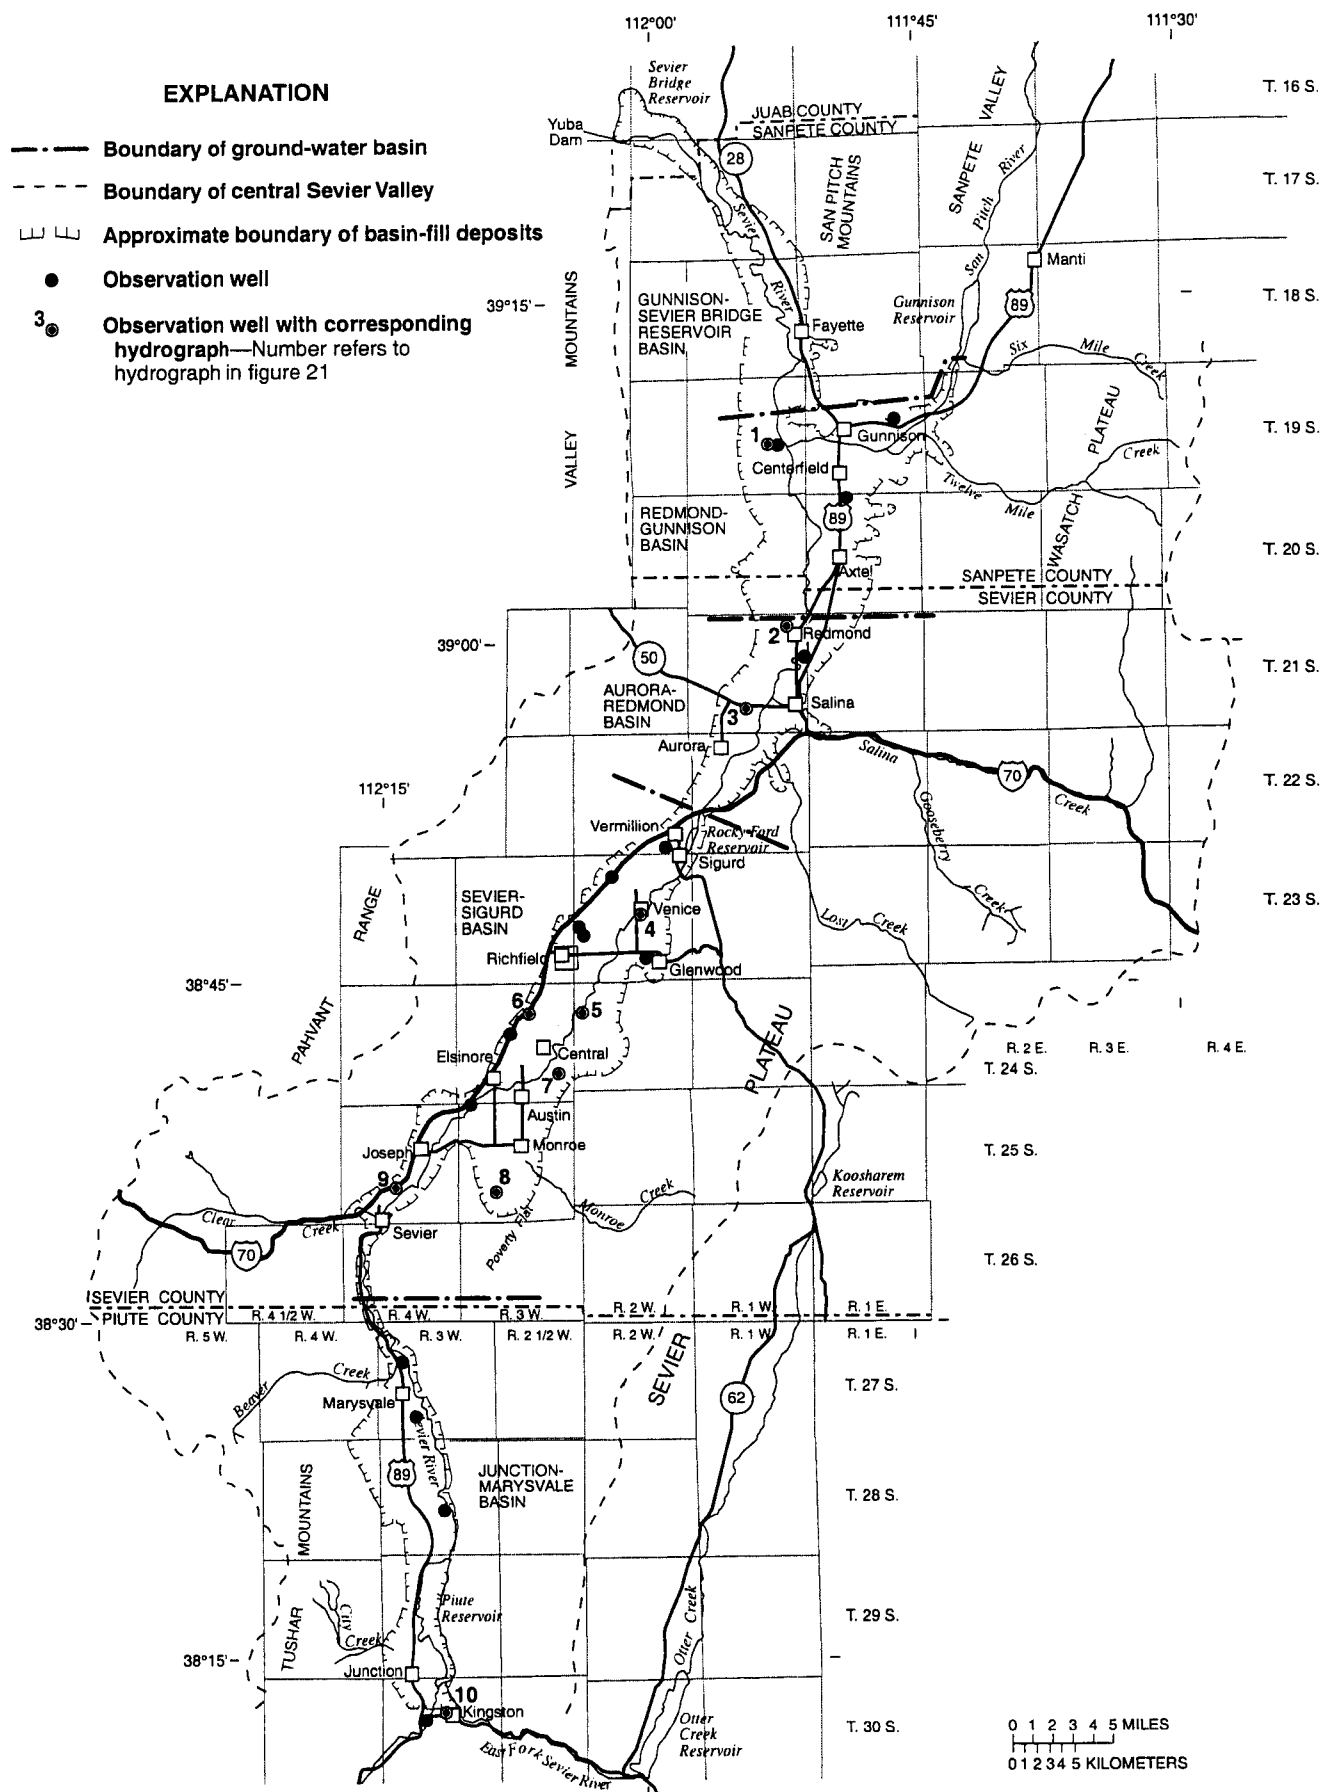 112°00'
111°45'
111°30'
EXPLANATION
Boundary of ground-water basin
Boundary of central Sevier Valley
Approximate boundary of basin-fill deposits
Observation well
3
Observation well with corresponding
hydrograph—Number refers to
hydrograph in figure 21
Sevier
Bridge
Reservoir
Yuba
Dam
JUAB COUNTY
SANPETE COUNTY
28
SAN PITCH
MOUNTAINS
SANPETE
VALLEY
San
Pitch
River
Sevier
River
T. 16 S.
T. 17 S.
Manti
T. 18 S.
39°15'
VALLEY
MOUNTAINS
GUNNISON-
SEVIER BRIDGE
RESERVOIR
BASIN
Fayette
Gunnison
Reservoir
89
Six
Mile
Creek
1
Gunnison
Centerfield
T. 19 S.
WASATCH
PLATEAU
Twelve
Mile
Creek
REDMOND-
GUNNISON
BASIN
89
Axtel
T. 20 S.
SANPETE COUNTY
SEVIER COUNTY
39°00'
50
2
Redmond
T. 21 S.
AURORA-
REDMOND
BASIN
3
Salina
Aurora
Salina
Creek
70
T. 22 S.
Gooseberry
Creek
112°15'
Vermillion
Rocky Ford
Reservoir
Sigurd
SEVIER-
SIGURD
BASIN
PAHVANT
RANGE
Venice
4
Lost
Creek
T. 23 S.
Richfield
Glenwood
38°45'
6
5
R. 2 E.
R. 3 E.
R. 4 E.
T. 24 S.
Elsinore
Central
7
SEVIER
PLATEAU
Austin
Joseph
Monroe
T. 25 S.
9
8
Monroe
Creek
Koosharem
Reservoir
Clear
Creek
70
Sevier
Poverty Flat
T. 26 S.
SEVIER COUNTY
PIUTE COUNTY
R. 4 1/2 W.
R. 4 W.
R. 3 W.
R. 2 W.
R. 1 W.
R. 1 E.
38°30'
R. 5 W.
R. 4 W.
R. 3 W.
R. 2 1/2 W.
R. 2 W.
R. 1 W.
R. 1 E.
Beaver
Creek
Marysvale
62
T. 27 S.
Sevier River
89
JUNCTION-
MARYSVALE
BASIN
T. 28 S.
TUSHAR
MOUNTAINS
City
Creek
Piute
Reservoir
Otter Creek
T. 29 S.
38°15'
Junction
10
Kingston
East Fork Sevier River
Otter
Creek
Reservoir
T. 30 S.
0 1 2 3 4 5 MILES
0 1 2 3 4 5 KILOMETERS